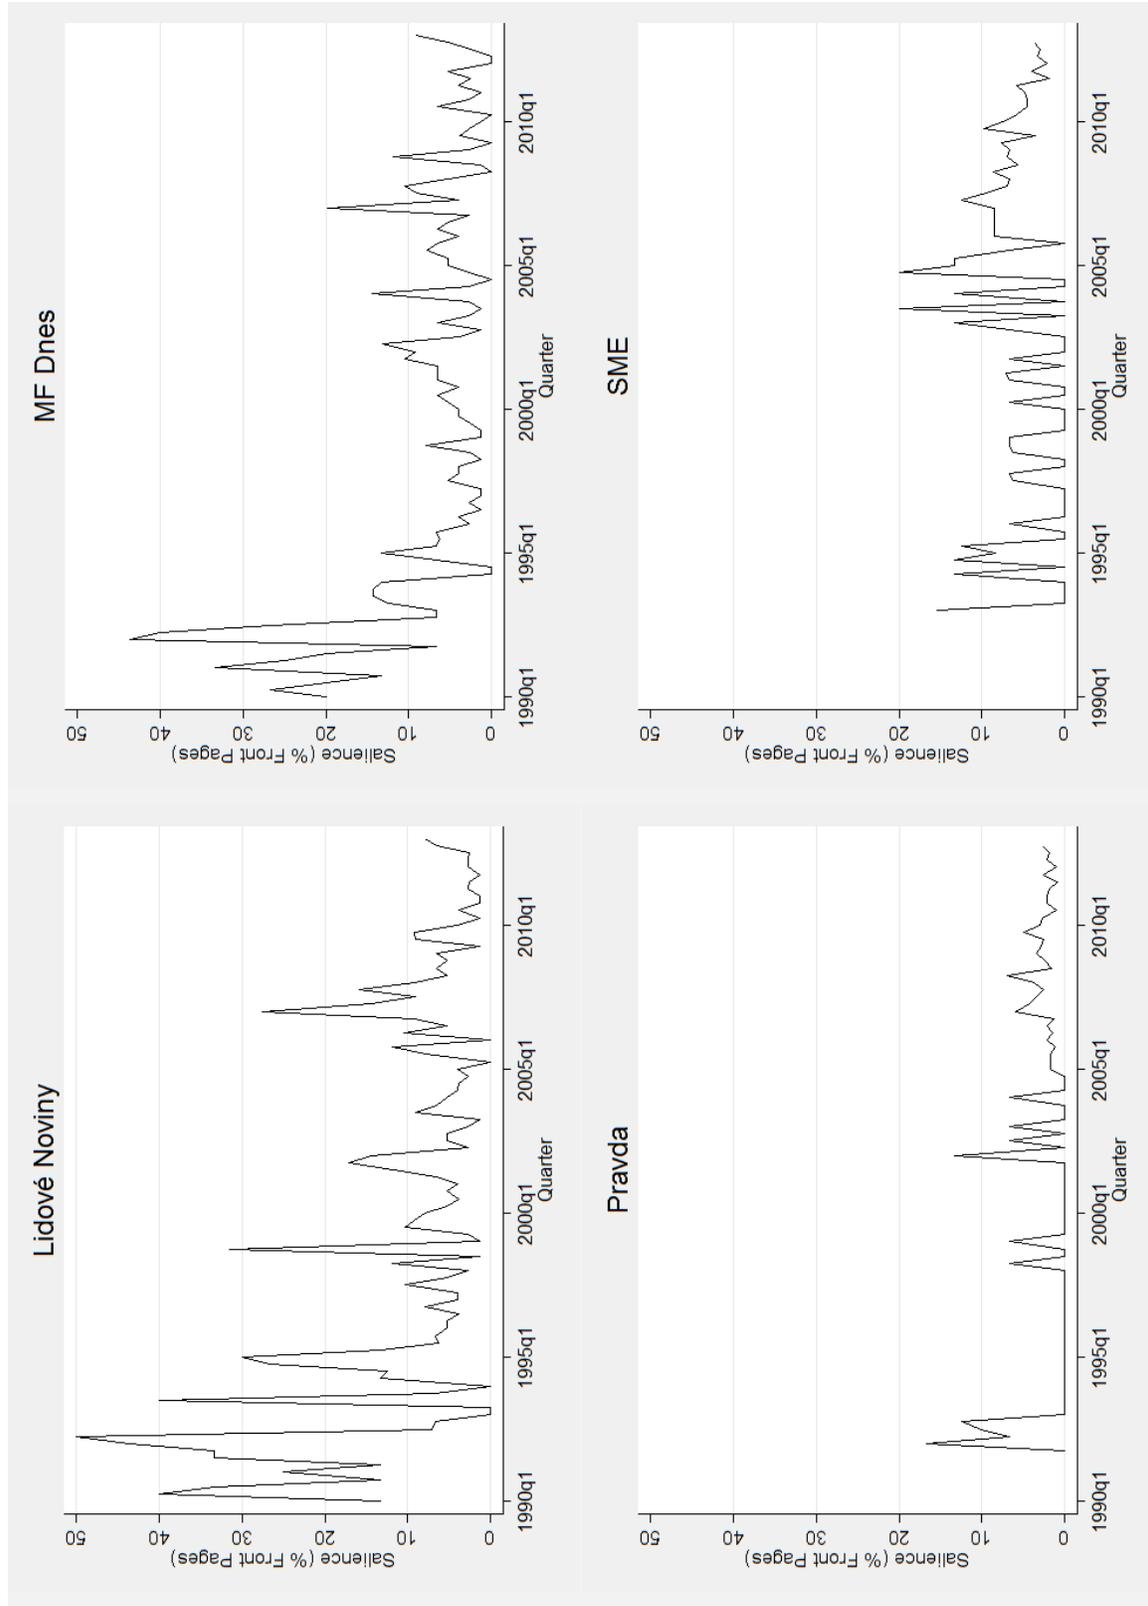 Lidové Noviny
Salience (% Front Pages)
50
40
30
20
10
0
1990q1
1995q1
2000q1
2005q1
2010q1
Quarter
MF Dnes
Salience (% Front Pages)
50
40
30
20
10
0
1990q1
1995q1
2000q1
2005q1
2010q1
Quarter
Pravda
Salience (% Front Pages)
50
40
30
20
10
0
1990q1
1995q1
2000q1
2005q1
2010q1
Quarter
SME
Salience (% Front Pages)
50
40
30
20
10
0
1990q1
1995q1
2000q1
2005q1
2010q1
Quarter